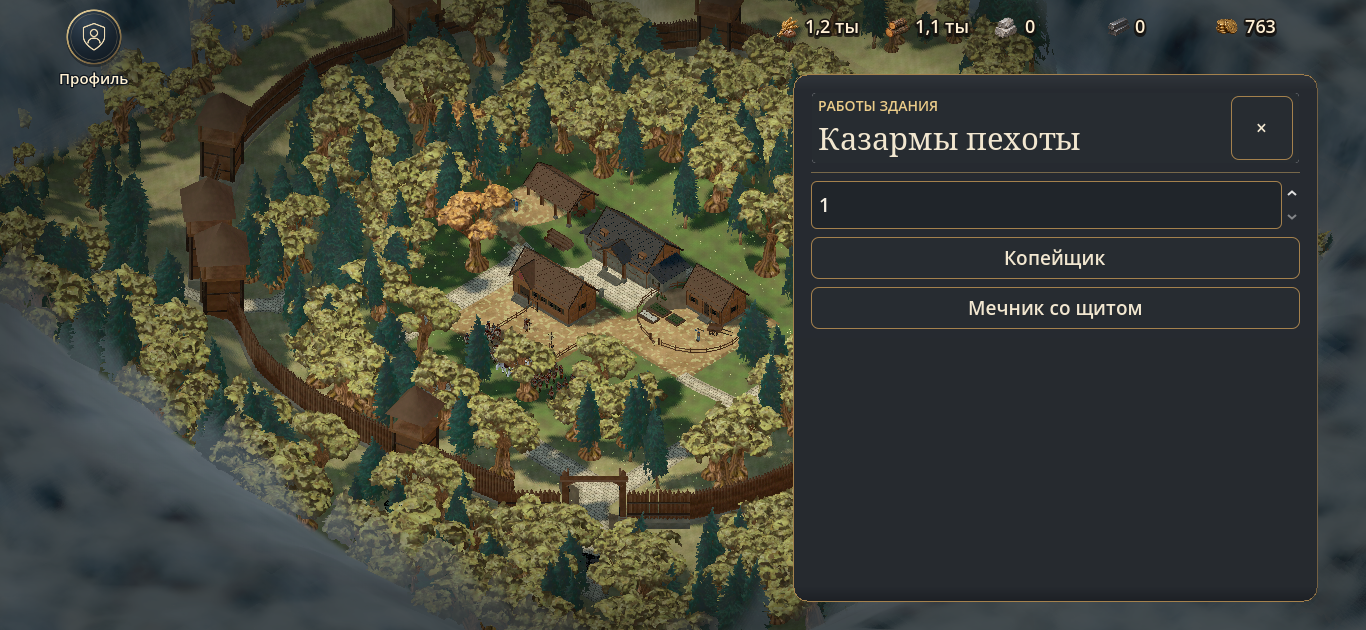 1,2 ты 1,1 ты 0 0 763
Профиль
РАБОТЫ ЗДАНИЯ
Казармы пехоты
×
1
Копейщик
Мечник со щитом